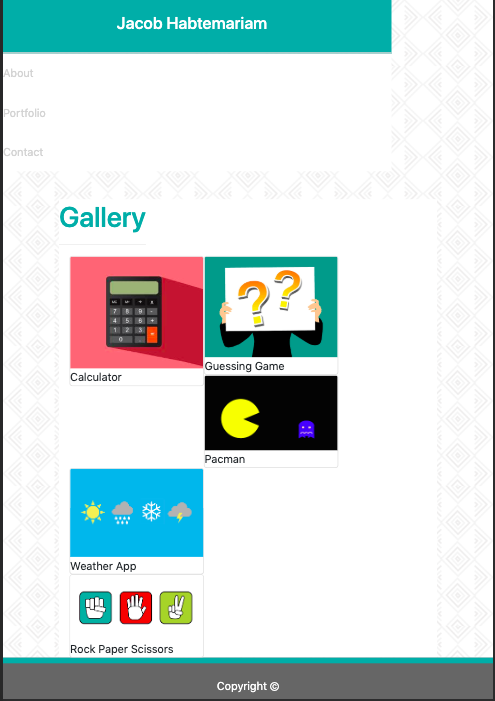 Jacob Habtemariam
About
Portfolio
Contact
Gallery
? ?
Calculator
Guessing Game
Pacman
Weather App
Rock Paper Scissors
Copyright ©